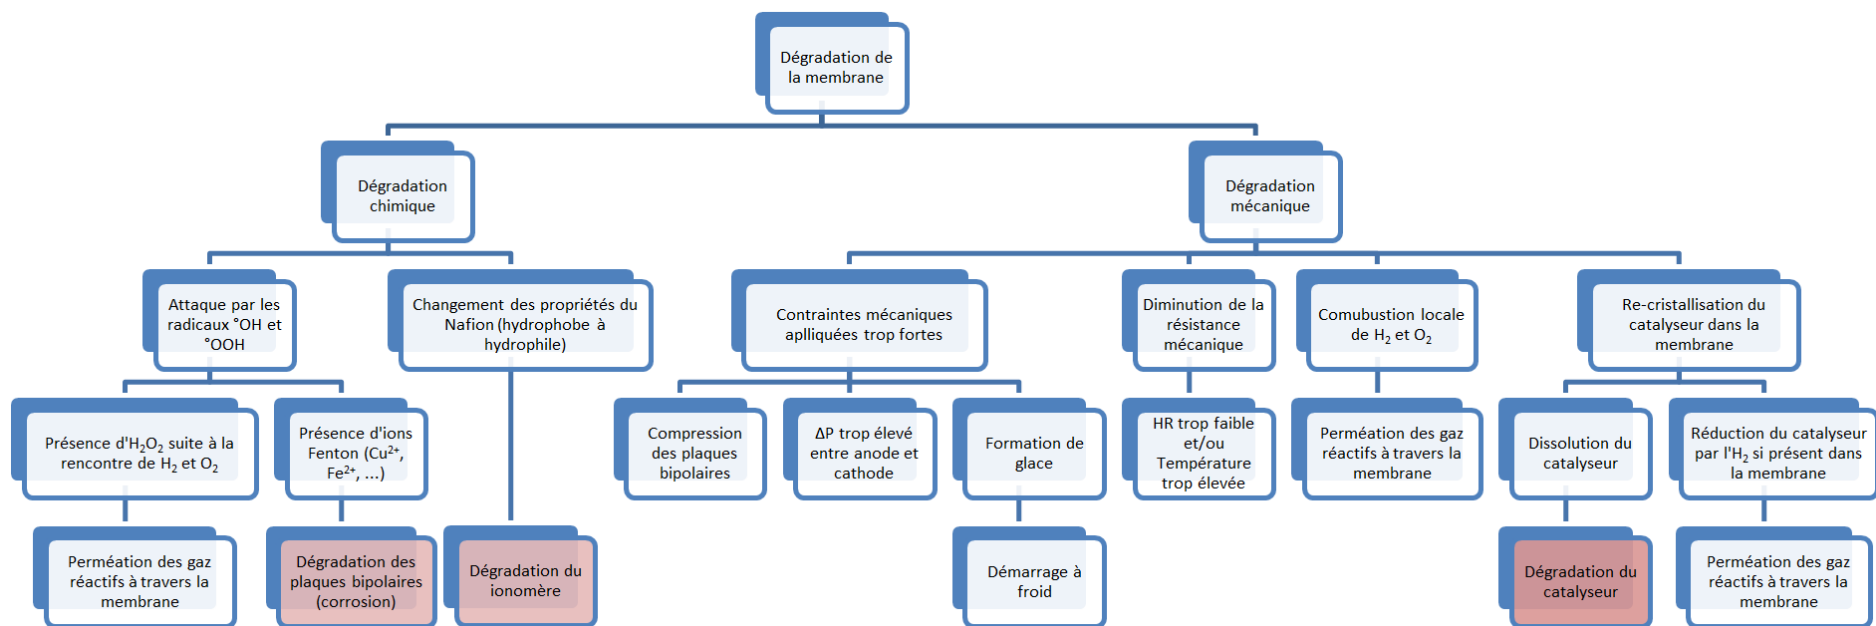 Dégradation de
la membrane
Dégradation
chimique
Dégradation
mécanique
Attaque par les
radicaux °OH et
°OOH
Changement des propriétés du
Nafion (hydrophobe à
hydrophile)
Contraintes mécaniques
aplliquées trop fortes
Diminution de la
résistance
mécanique
Comubustion locale
de H₂ et O₂
Re-cristallisation du
catalyseur dans la
membrane
Présence d'H₂O₂ suite à la
rencontre de H₂ et O₂
Présence d'ions
Fenton (Cu²⁺,
Fe²⁺, ...)
Compression
des plaques
bipolaires
ΔP trop élevé
entre anode et
cathode
Formation de
glace
HR trop faible
et/ou
Température
trop élevée
Perméation des gaz
réactifs à travers la
membrane
Dissolution du
catalyseur
Réduction du catalyseur
par l'H₂ si présent dans
la membrane
Perméation des gaz
réactifs à travers la
membrane
Dégradation des
plaques bipolaires
(corrosion)
Dégradation du
ionomère
Démarrage à
froid
Dégradation du
catalyseur
Perméation des gaz
réactifs à travers la
membrane